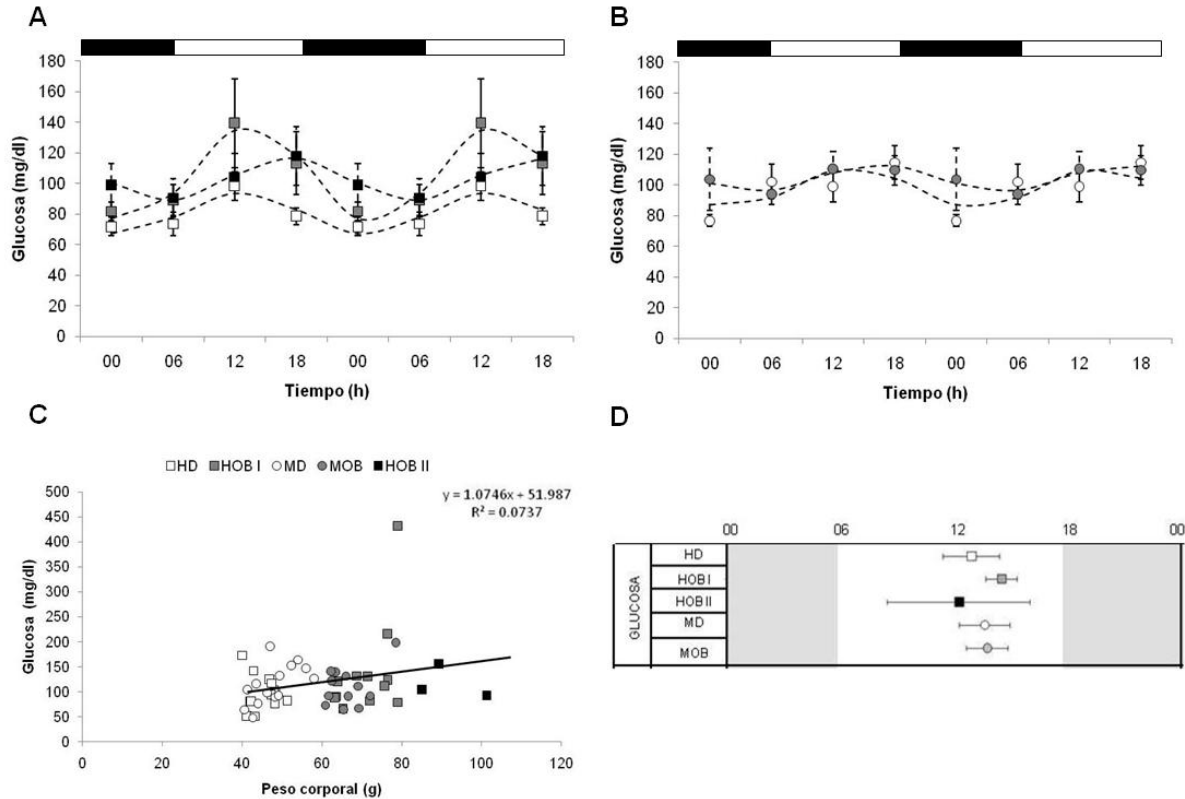 A
180
160
140
120
100
80
60
40
20
0
Glucosa (mg/dl)
00 06 12 18 00 06 12 18
Tiempo (h)
B
180
160
140
120
100
80
60
40
20
0
Glucosa (mg/dl)
00 06 12 18 00 06 12 18
Tiempo (h)
C
HD HOB I MD MOB HOB II
y = 1.0746x + 51.987
R² = 0.0737
500
450
400
350
300
250
200
150
100
50
0
Glucosa (mg/dl)
0 20 40 60 80 100 120
Peso corporal (g)
D
00 06 12 18 00
GLUCOSA
HD
HOB I
HOB II
MD
MOB